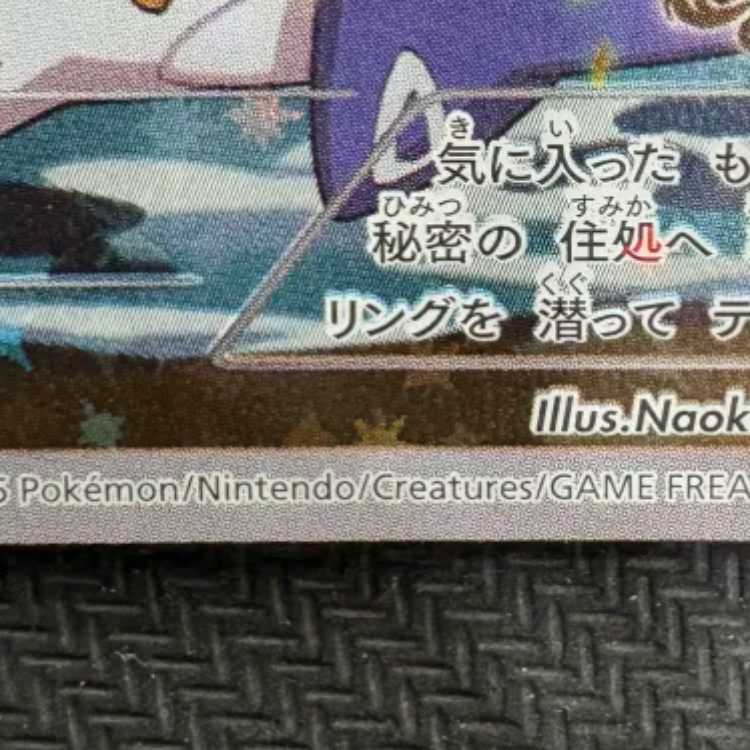 気に入った も
秘密の 住処へ
リングを 潜って デ
Illus.Naok
5 Pokémon/Nintendo/Creatures/GAME FREA